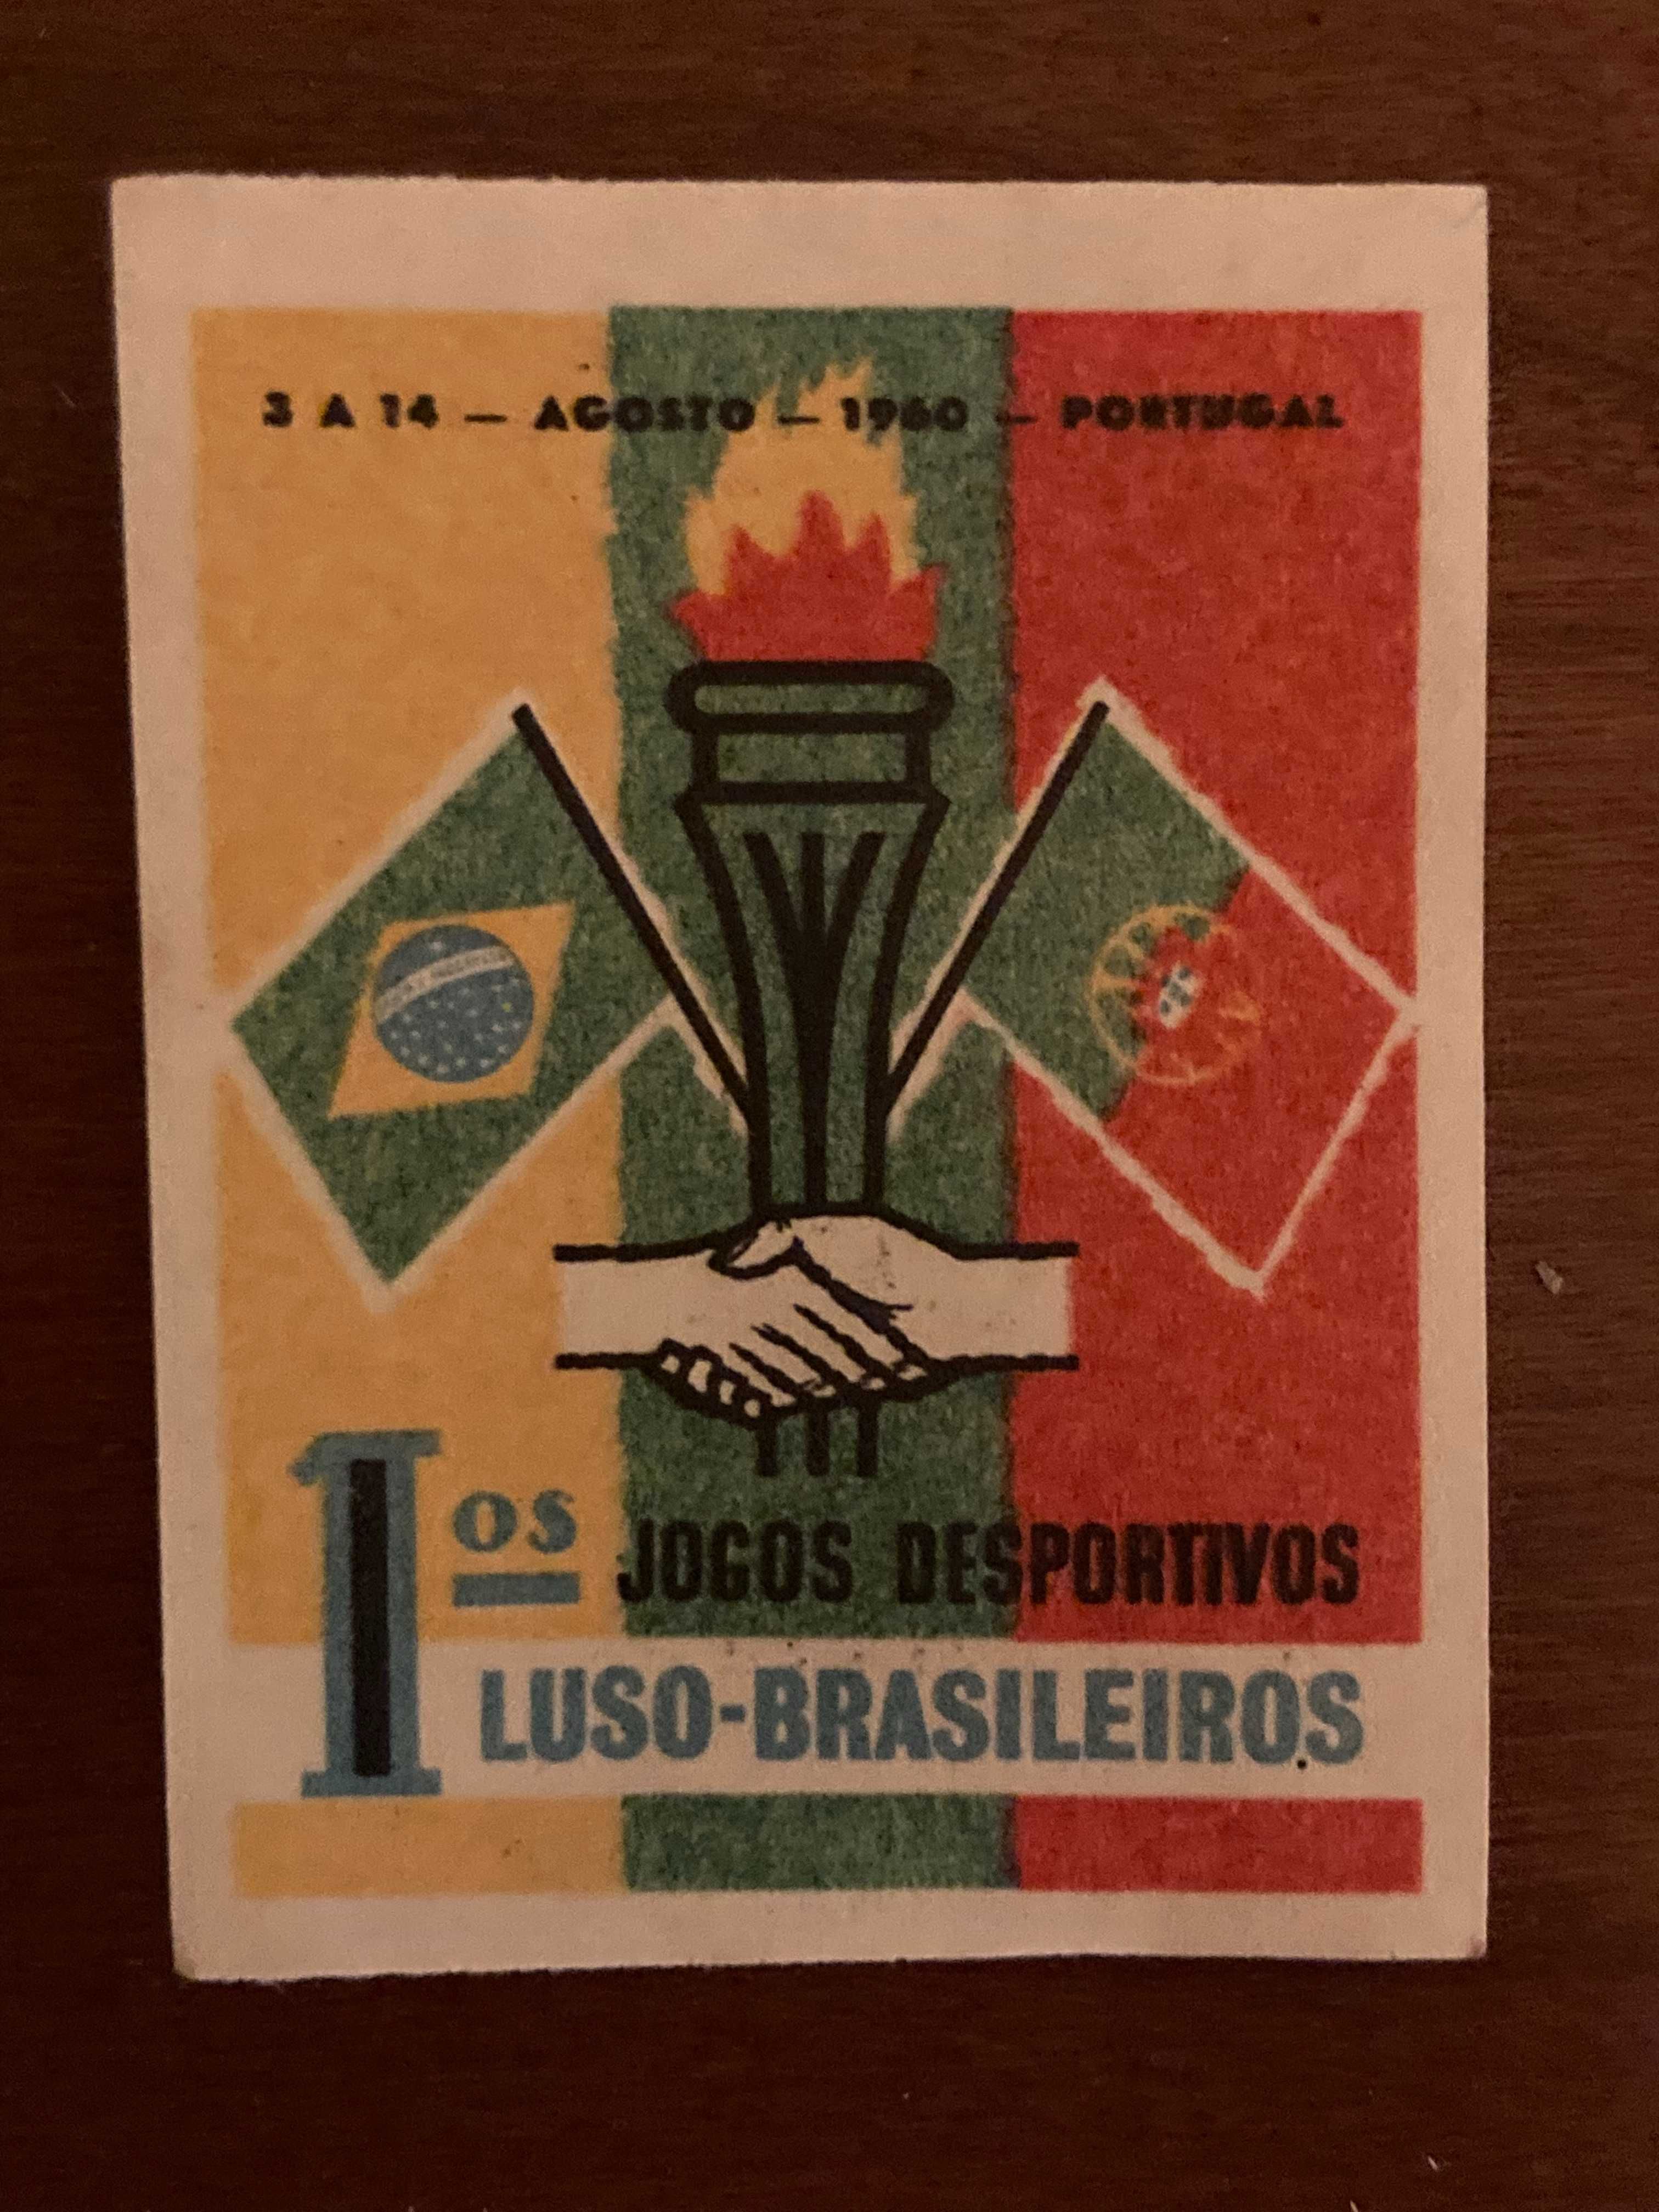 3 A 14 — AGOSTO — 1960 — PORTUGAL
1os JOGOS DESPORTIVOS
LUSO-BRASILEIROS